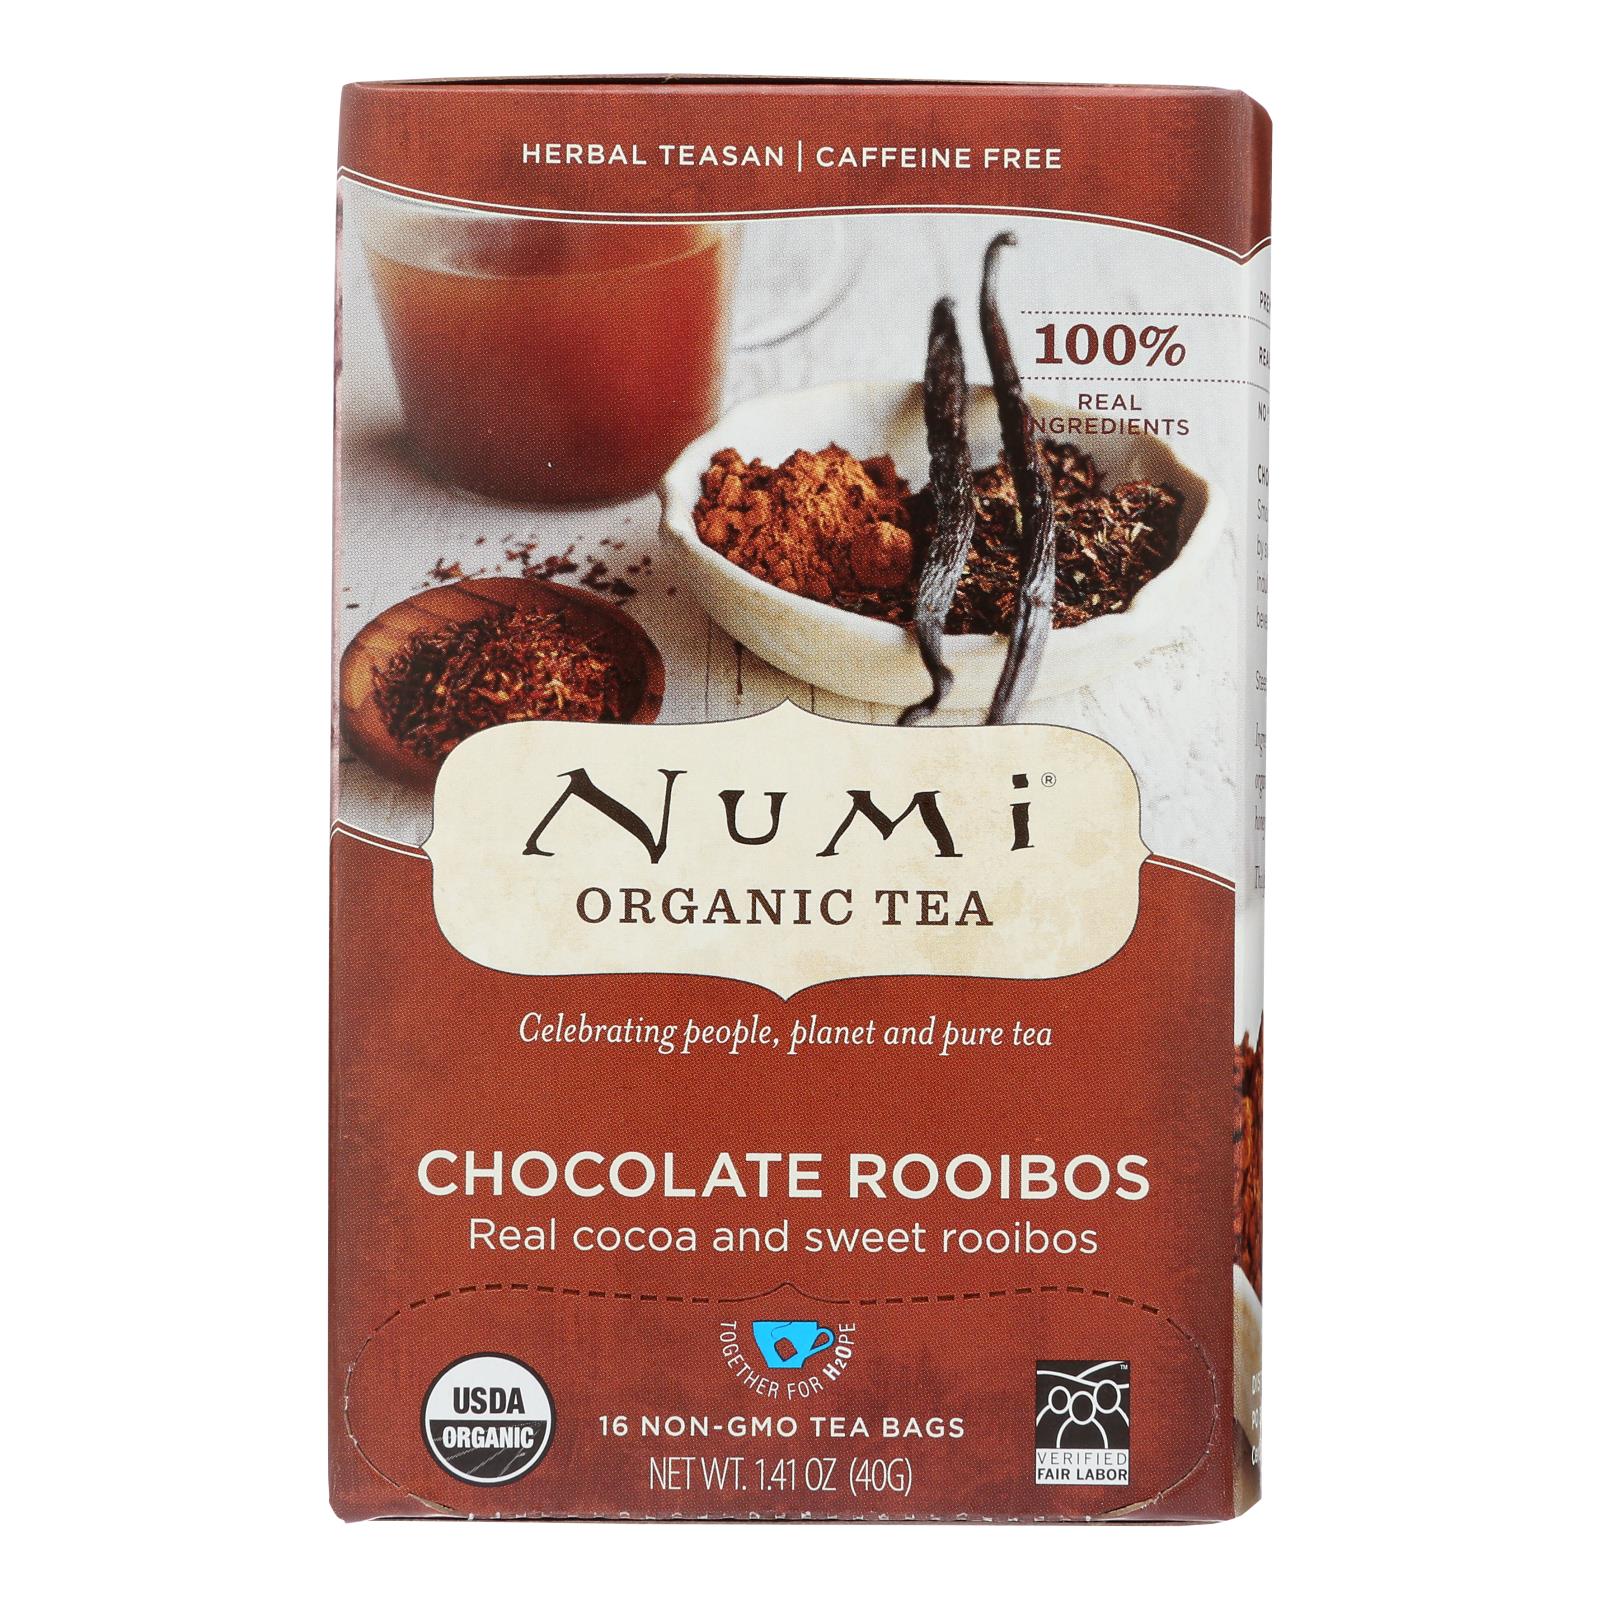 HERBAL TEASAN | CAFFEINE FREE
100%
REAL
INGREDIENTS
NUMi®
ORGANIC TEA
Celebrating people, planet and pure tea
CHOCOLATE ROOIBOS
Real cocoa and sweet rooibos
TOGETHER FOR H2OPE
USDA
ORGANIC
16 NON-GMO TEA BAGS
NET WT. 1.41 OZ (40G)
TM
VERIFIED
FAIR LABOR